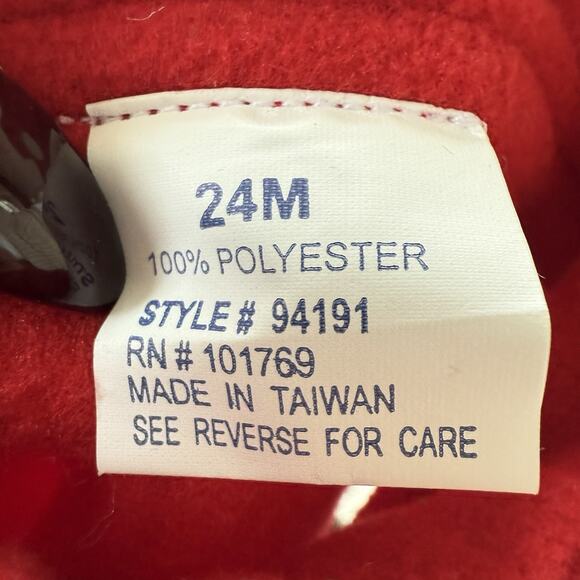 24M
100% POLYESTER
STYLE# 94191
RN# 101769
MADE IN TAIWAN
SEE REVERSE FOR CARE